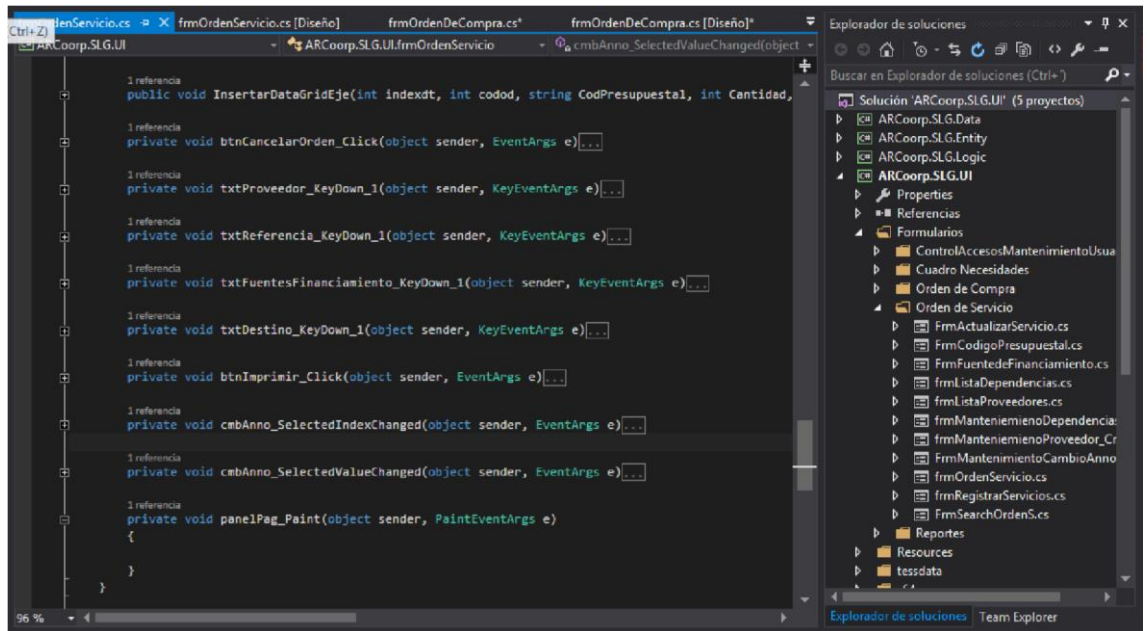 Ctrl+Z)
denServicio.cs
frmOrdenServicio.cs [Diseño]
frmOrdenDeCompra.cs*
frmOrdenDeCompra.cs [Diseño]*
ARCoorp.SLG.UI
ARCoorp.SLG.UI.frmOrdenServicio
cmbAnno_SelectedValueChanged(object
1 referencia
public void InsertarDataGridEje(int indexdt, int codod, string CodPresupuestal, int Cantidad,
1 referencia
private void btnCancelarOrden_Click(object sender, EventArgs e)...
1 referencia
private void txtProveedor_KeyDown_1(object sender, KeyEventArgs e)...
1 referencia
private void txtReferencia_KeyDown_1(object sender, KeyEventArgs e)...
1 referencia
private void txtFuentesFinanciamiento_KeyDown_1(object sender, KeyEventArgs e)...
1 referencia
private void txtDestino_KeyDown_1(object sender, KeyEventArgs e)...
1 referencia
private void btnImprimir_Click(object sender, EventArgs e)...
1 referencia
private void cmbAnno_SelectedIndexChanged(object sender, EventArgs e)...
1 referencia
private void cmbAnno_SelectedValueChanged(object sender, EventArgs e)...
1 referencia
private void panelPag_Paint(object sender, PaintEventArgs e)
{
}
}
96 %
Explorador de soluciones
Buscar en Explorador de soluciones (Ctrl+´)
Solución 'ARCoorp.SLG.UI' (5 proyectos)
ARCoorp.SLG.Data
ARCoorp.SLG.Entity
ARCoorp.SLG.Logic
ARCoorp.SLG.UI
Properties
Referencias
Formularios
ControlAccesosMantenimientoUsua
Cuadro Necesidades
Orden de Compra
Orden de Servicio
FrmActualizarServicio.cs
FrmCodigoPresupuestal.cs
FrmFuentedeFinanciamiento.cs
frmListaDependencias.cs
frmListaProveedores.cs
frmManteniemienoDependencia
frmManteniemienoProveedor_Cr
FrmMantenimientoCambioAnno
frmOrdenServicio.cs
frmRegistrarServicios.cs
FrmSearchOrdenS.cs
Reportes
Resources
tessdata
Explorador de soluciones
Team Explorer